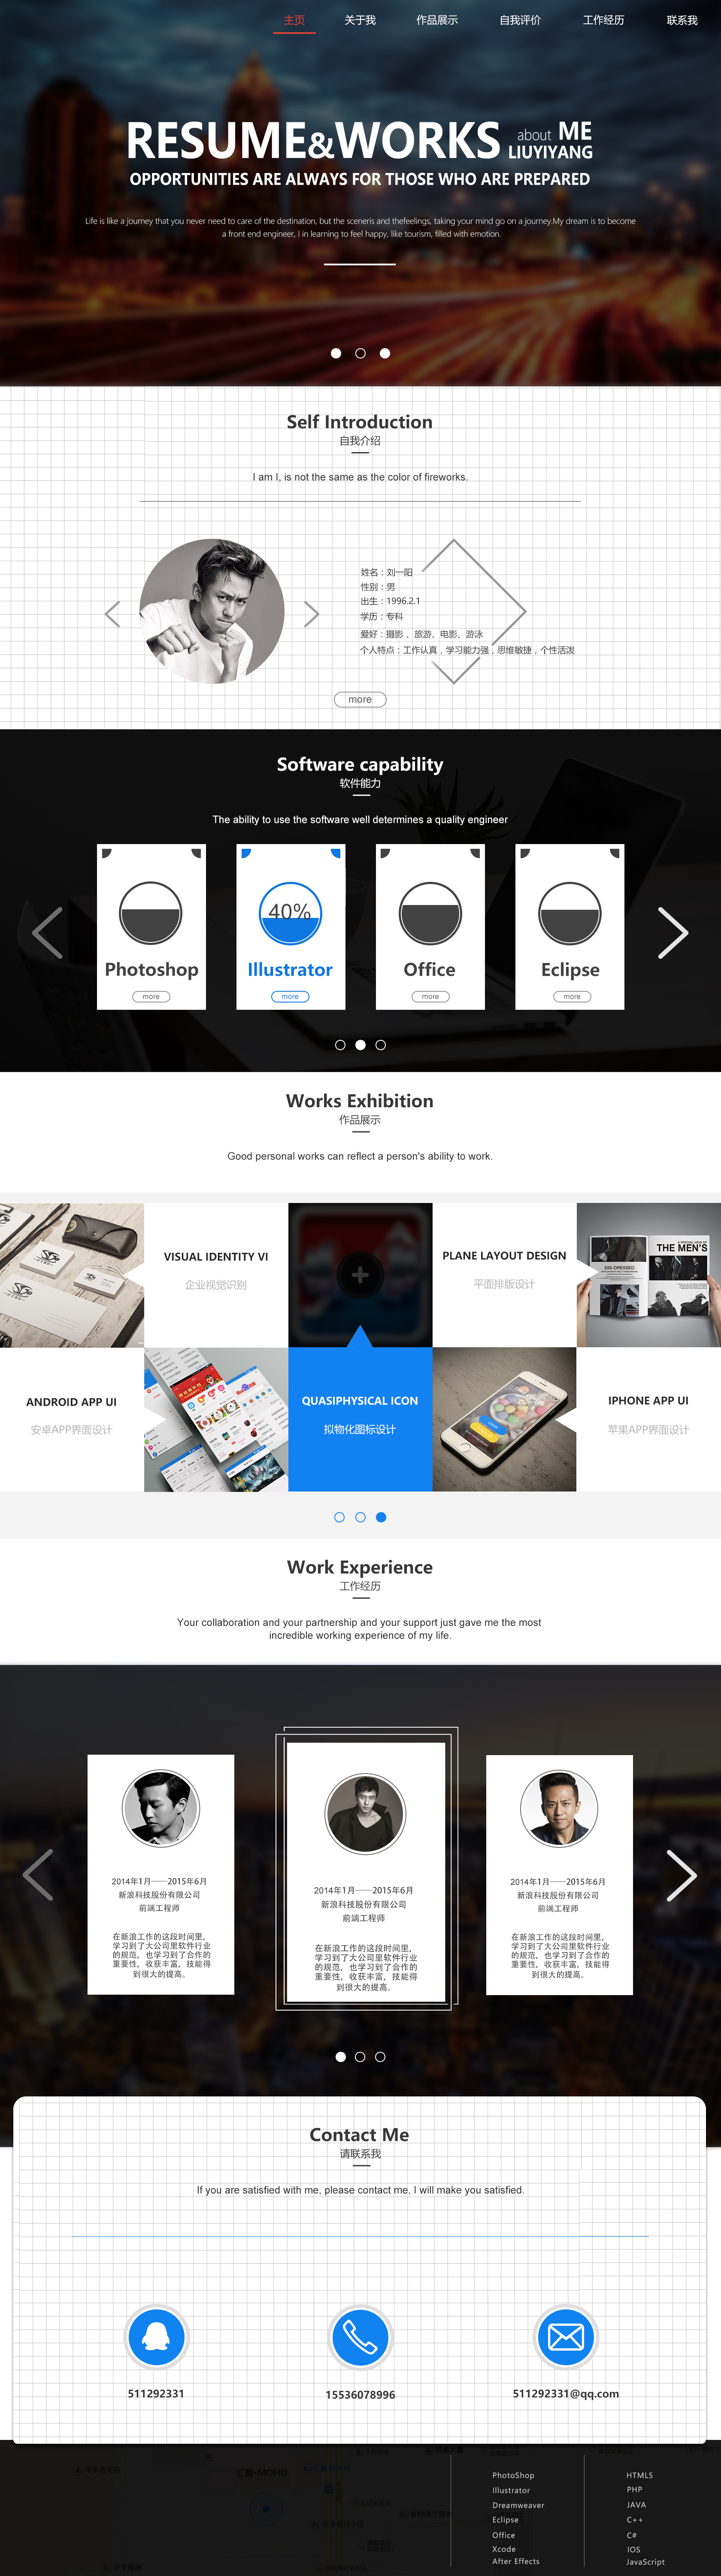 主页 关于我 作品展示 自我评价 工作经历 联系我
RESUME&WORKS about ME
LIUYIYANG
OPPORTUNITIES ARE ALWAYS FOR THOSE WHO ARE PREPARED
Life is like a journey that you never need to care of the destination, but the sceneris and thefeelings, taking your mind go on a journey.My dream is to become
a front end engineer, I in learning to feel happy, like tourism, filled with emotion.
Self Introduction
自我介绍
I am I, is not the same as the color of fireworks.
姓名：刘一阳
性别：男
出生：1996.2.1
学历：专科
爱好：摄影 、旅游、电影、游泳
个人特点：工作认真，学习能力强，思维敏捷，个性活泼
more
Software capability
软件能力
The ability to use the software well determines a quality engineer
40%
Photoshop Illustrator Office Eclipse
more more more more
Works Exhibition
作品展示
Good personal works can reflect a person's ability to work.
VISUAL IDENTITY VI
企业视觉识别
PLANE LAYOUT DESIGN
平面排版设计
THE MEN'S
DIS-DRESSED
ANDROID APP UI
安卓APP界面设计
QUASIPHYSICAL ICON
拟物化图标设计
IPHONE APP UI
苹果APP界面设计
Work Experience
工作经历
Your collaboration and your partnership and your support just gave me the most
incredible working experience of my life.
2014年1月——2015年6月
新浪科技股份有限公司
前端工程师
在新浪工作的这段时间里，
学习到了大公司里软件行业
的规范，也学习到了合作的
重要性，收获丰富，技能得
到很大的提高。
2014年1月——2015年6月
新浪科技股份有限公司
前端工程师
在新浪工作的这段时间里，
学习到了大公司里软件行业
的规范，也学习到了合作的
重要性，收获丰富，技能得
到很大的提高。
2014年1月——2015年6月
新浪科技股份有限公司
前端工程师
在新浪工作的这段时间里，
学习到了大公司里软件行业
的规范，也学习到了合作的
重要性，收获丰富，技能得
到很大的提高。
Contact Me
请联系我
If you are satisfied with me, please contact me, I will make you satisfied.
511292331
15536078996
511292331@qq.com
汇都-MOHO
PhotoShop
Illustrator
Dreamweaver
Eclipse
Office
Xcode
After Effects
HTML5
PHP
JAVA
C++
C#
IOS
JavaScript